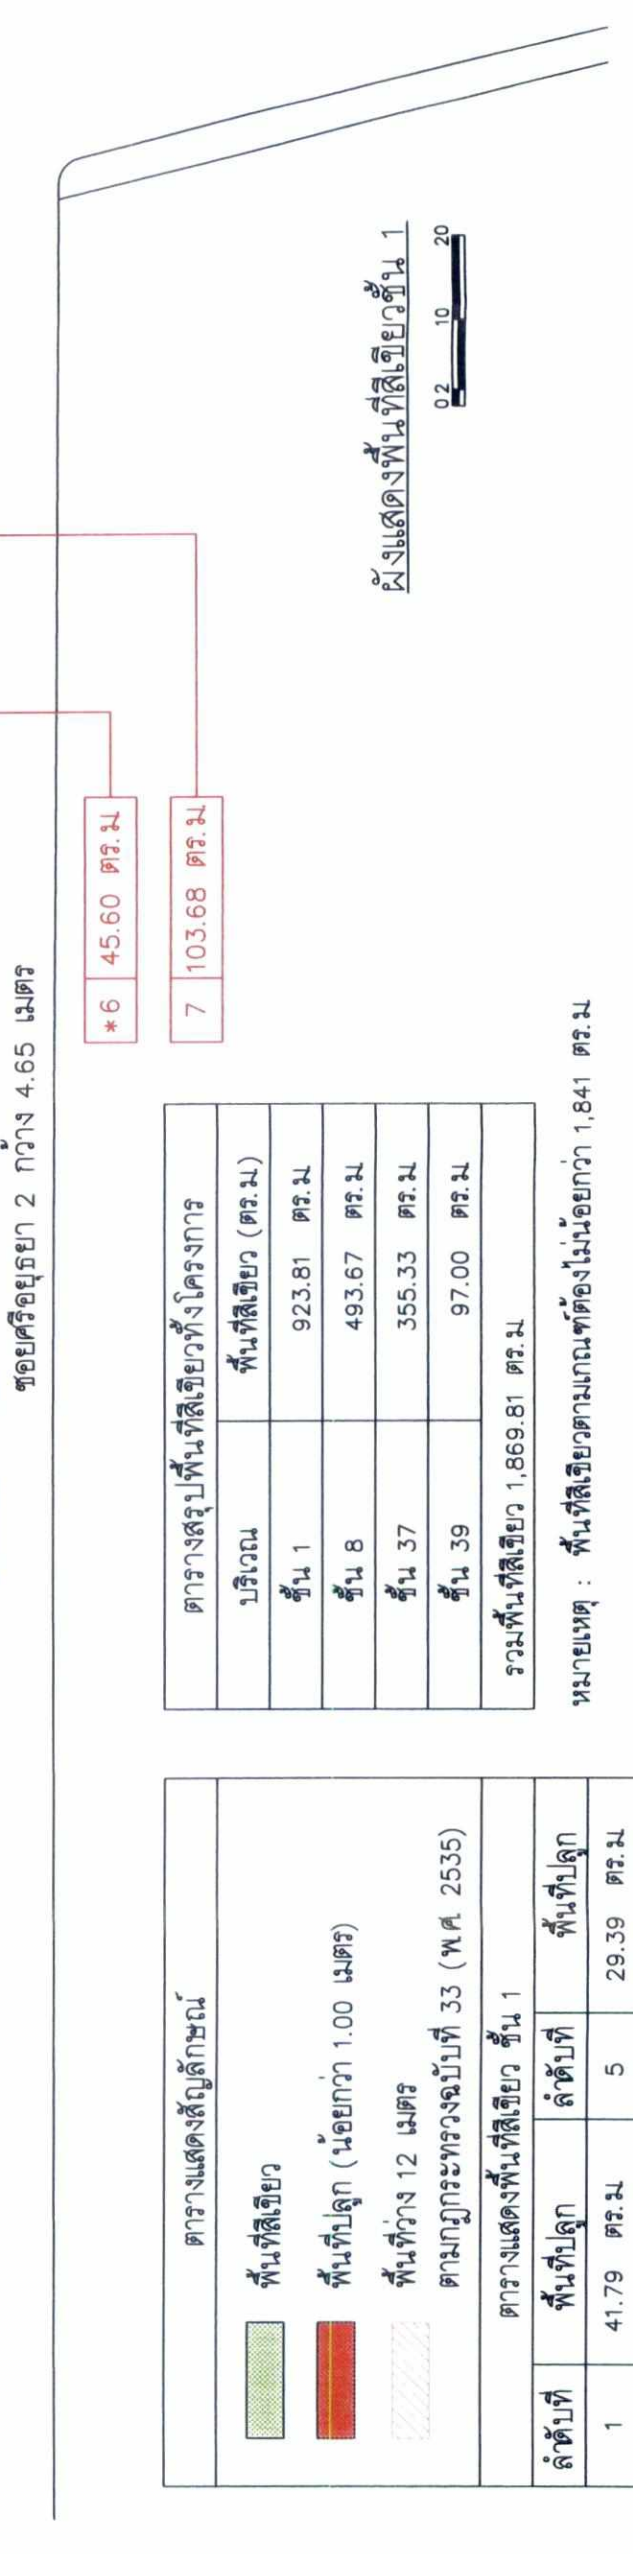 ซอยศรีอยุธยา 2 กว้าง 4.65 เมตร
*6 45.60 ตร.ม
7 103.68 ตร.ม
ผังแสดงพื้นที่สีเขียวชั้น 1
0 2 10 20
ตารางสรุปพื้นที่สีเขียวทั้งโครงการ
บริเวณ พื้นที่สีเขียว (ตร.ม)
ชั้น 1 923.81 ตร.ม
ชั้น 8 493.67 ตร.ม
ชั้น 37 355.33 ตร.ม
ชั้น 39 97.00 ตร.ม
รวมพื้นที่สีเขียว 1,869.81 ตร.ม
หมายเหตุ : พื้นที่สีเขียวตามเกณฑ์ต้องไม่น้อยกว่า 1,841 ตร.ม
ตารางแสดงสัญลักษณ์
พื้นที่สีเขียว
พื้นที่ปลูก (น้อยกว่า 1.00 เมตร)
พื้นที่ว่าง 12 เมตร
ตามกฎกระทรวงฉบับที่ 33 (พ.ศ. 2535)
ตารางแสดงพื้นที่สีเขียว ชั้น 1
ลำดับที่ พื้นที่ปลูก ลำดับที่ พื้นที่ปลูก
1 41.79 ตร.ม 5 29.39 ตร.ม